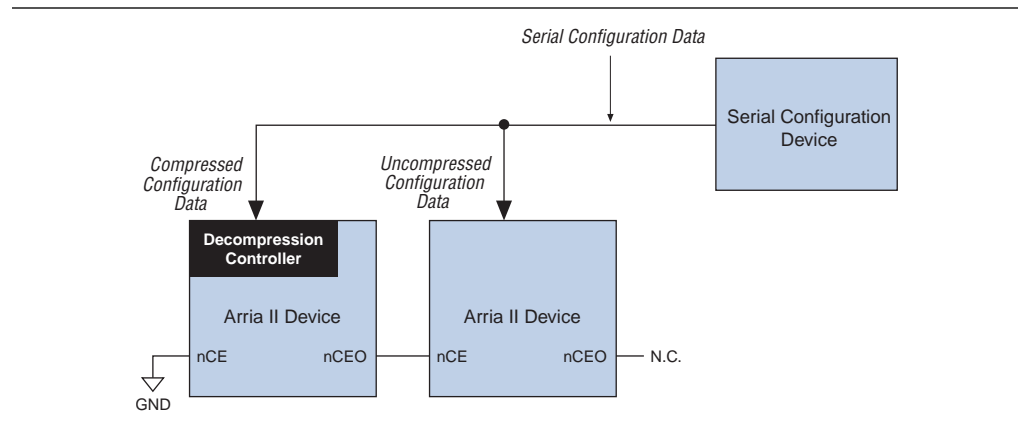 Serial Configuration Data
Serial Configuration
Device
Compressed
Configuration
Data
Uncompressed
Configuration
Data
Decompression
Controller
Arria II Device
Arria II Device
nCE
nCEO
nCE
nCEO
N.C.
GND